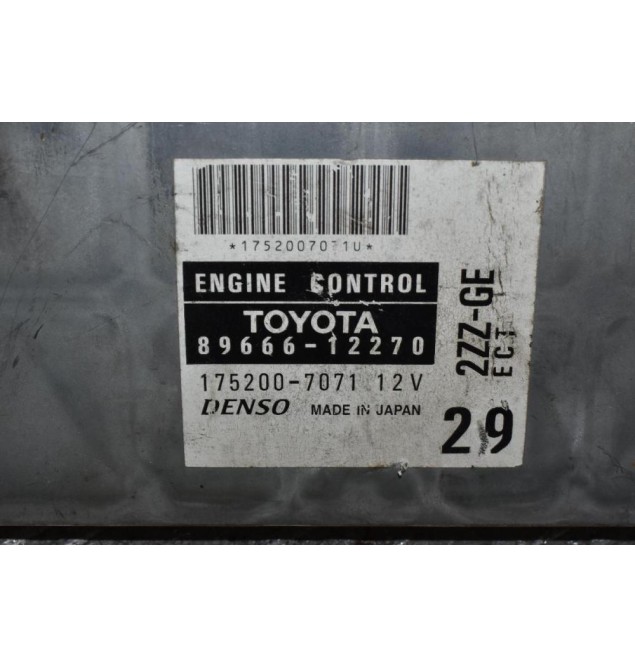 *1752007071U*
ENGINE CONTROL
TOYOTA
89666-12270
175200-7071 12V
DENSO MADE IN JAPAN
2ZZ-GE
ECT
29